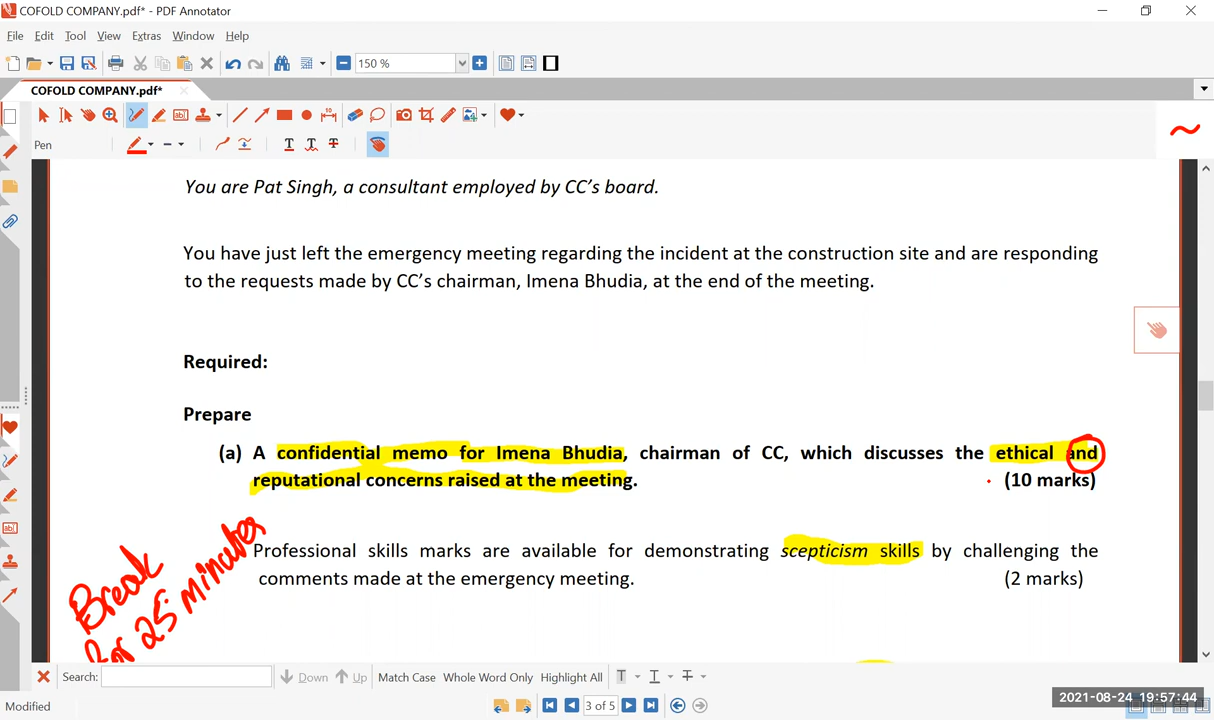 COFOLD COMPANY.pdf* - PDF Annotator
File Edit Tool View Extras Window Help
150 %
COFOLD COMPANY.pdf*
Pen
You are Pat Singh, a consultant employed by CC's board.
You have just left the emergency meeting regarding the incident at the construction site and are responding
to the requests made by CC's chairman, Imena Bhudia, at the end of the meeting.
Required:
Prepare
(a) A confidential memo for Imena Bhudia, chairman of CC, which discusses the ethical and
reputational concerns raised at the meeting. (10 marks)
Professional skills marks are available for demonstrating scepticism skills by challenging the
comments made at the emergency meeting. (2 marks)
Break
for 25 minutes
Search: Down Up Match Case Whole Word Only Highlight All
3 of 5
Modified
2021-08-24 19:57:44